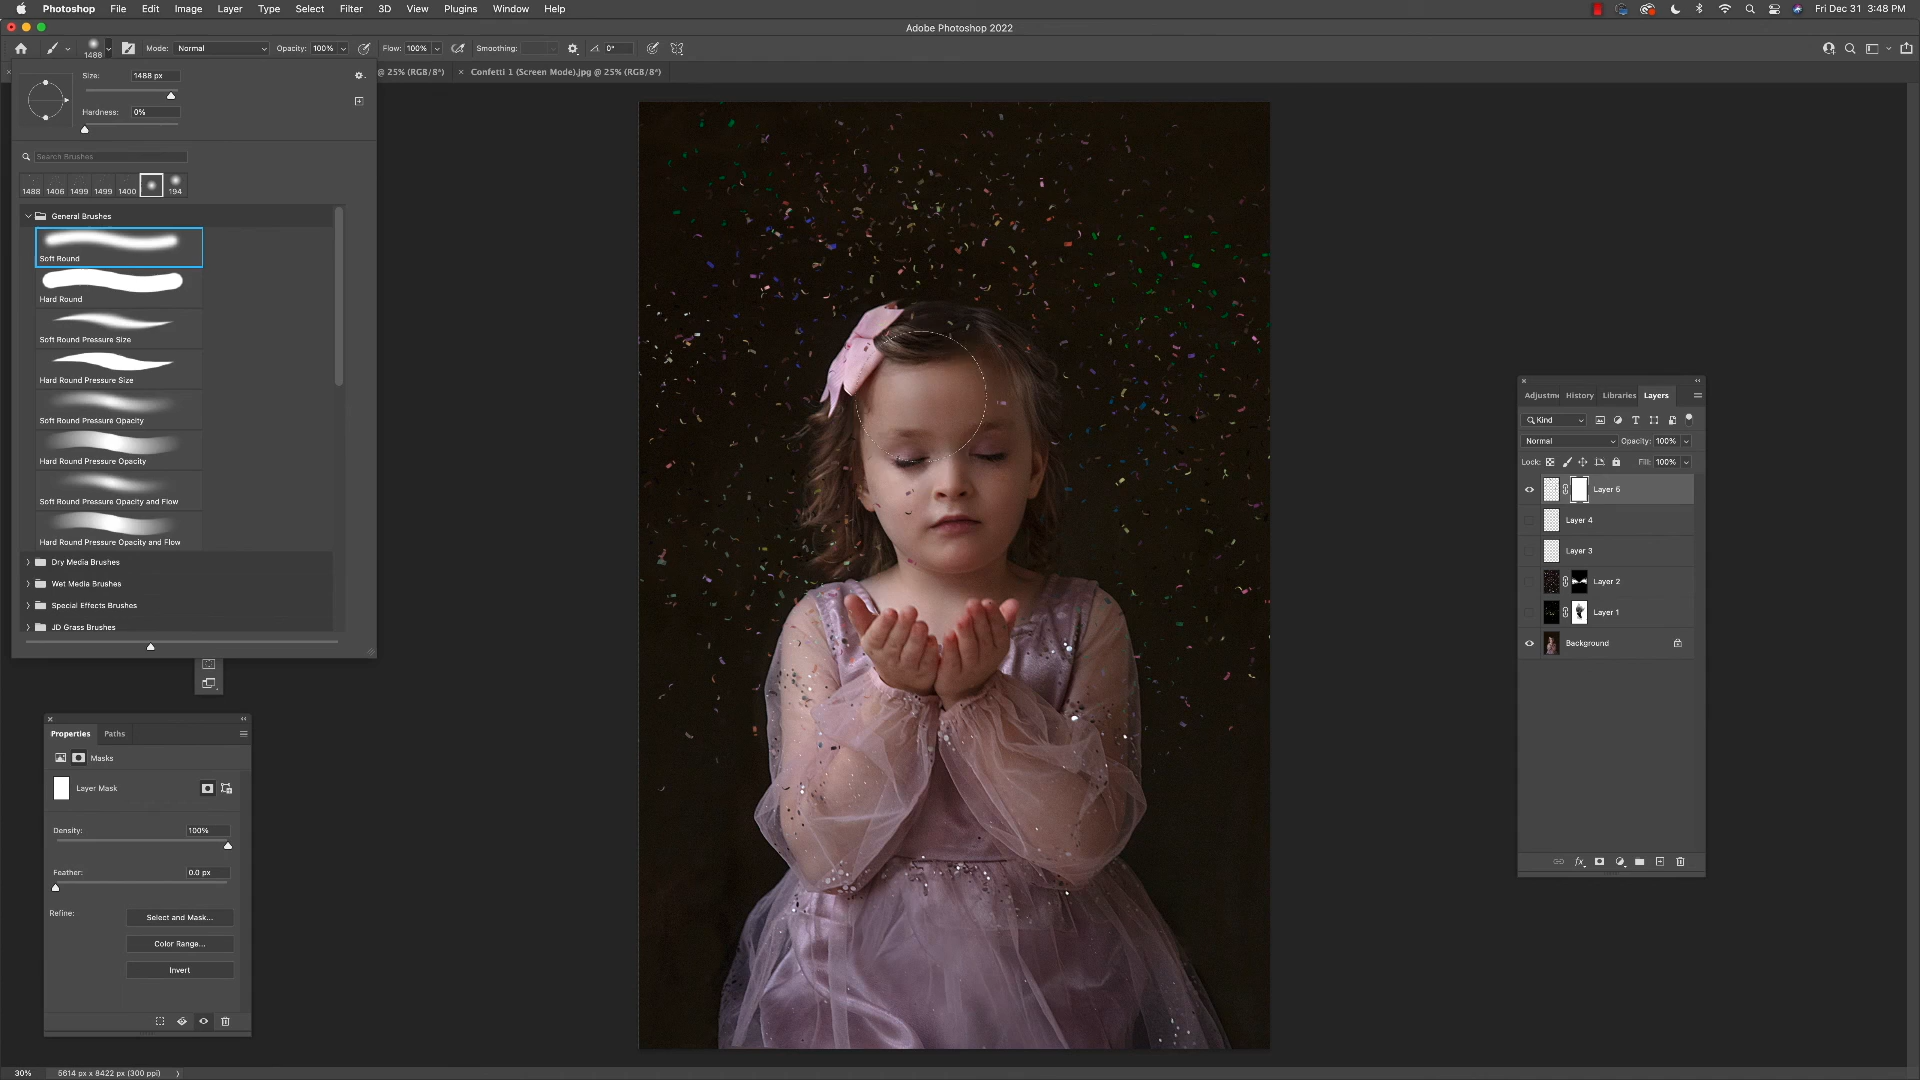 Photoshop File Edit Image Layer Type Select Filter 3D View Plugins Window Help Fri Dec 31 3:48 PM
Adobe Photoshop 2022
1488 Mode: Normal Opacity: 100% Flow: 100% Smoothing: 0°
@ 25% (RGB/8*) × Confetti 1 (Screen Mode).jpg @ 25% (RGB/8*)
Size: 1488 px
Hardness: 0%
Search Brushes
1488 1406 1499 1499 1400 194
General Brushes
Soft Round
Hard Round
Soft Round Pressure Size
Hard Round Pressure Size
Soft Round Pressure Opacity
Hard Round Pressure Opacity
Soft Round Pressure Opacity and Flow
Hard Round Pressure Opacity and Flow
Dry Media Brushes
Wet Media Brushes
Special Effects Brushes
JD Grass Brushes
Properties Paths
Masks
Layer Mask
Density: 100%
Feather: 0.0 px
Refine: Select and Mask...
Color Range...
Invert
Adjustm History Libraries Layers
Kind
Normal Opacity: 100%
Lock: Fill: 100%
Layer 4
Layer 3
Layer 2
Layer 1
Background
30% 5614 px x 8422 px (300 ppi)